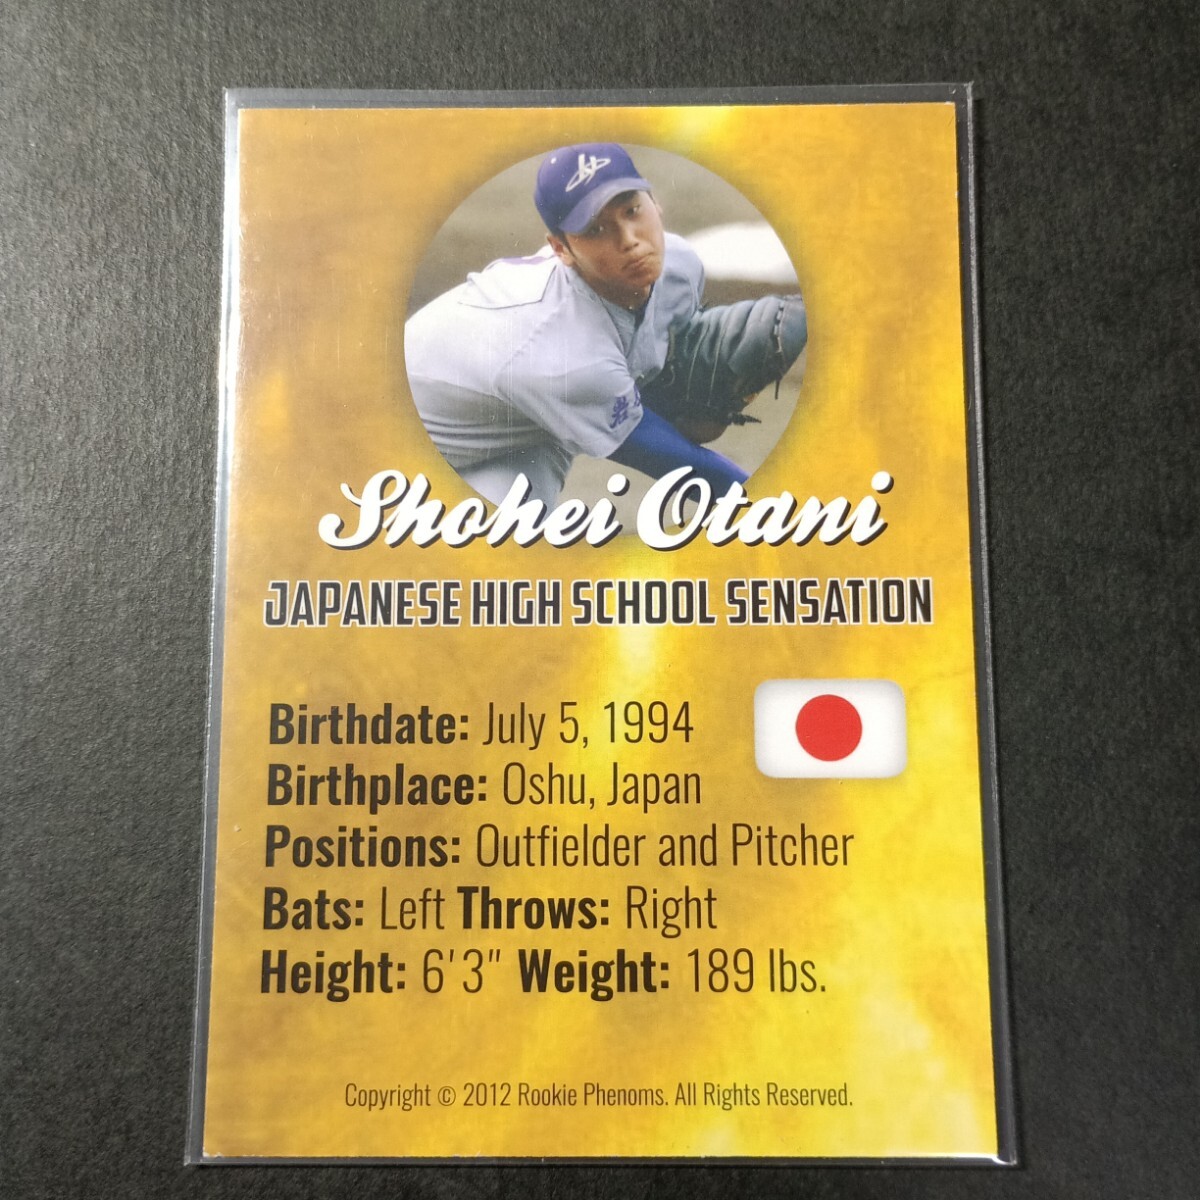 Shohei Otani
JAPANESE HIGH SCHOOL SENSATION
Birthdate: July 5, 1994
Birthplace: Oshu, Japan
Positions: Outfielder and Pitcher
Bats: Left Throws: Right
Height: 6'3" Weight: 189 lbs.
Copyright © 2012 Rookie Phenoms. All Rights Reserved.